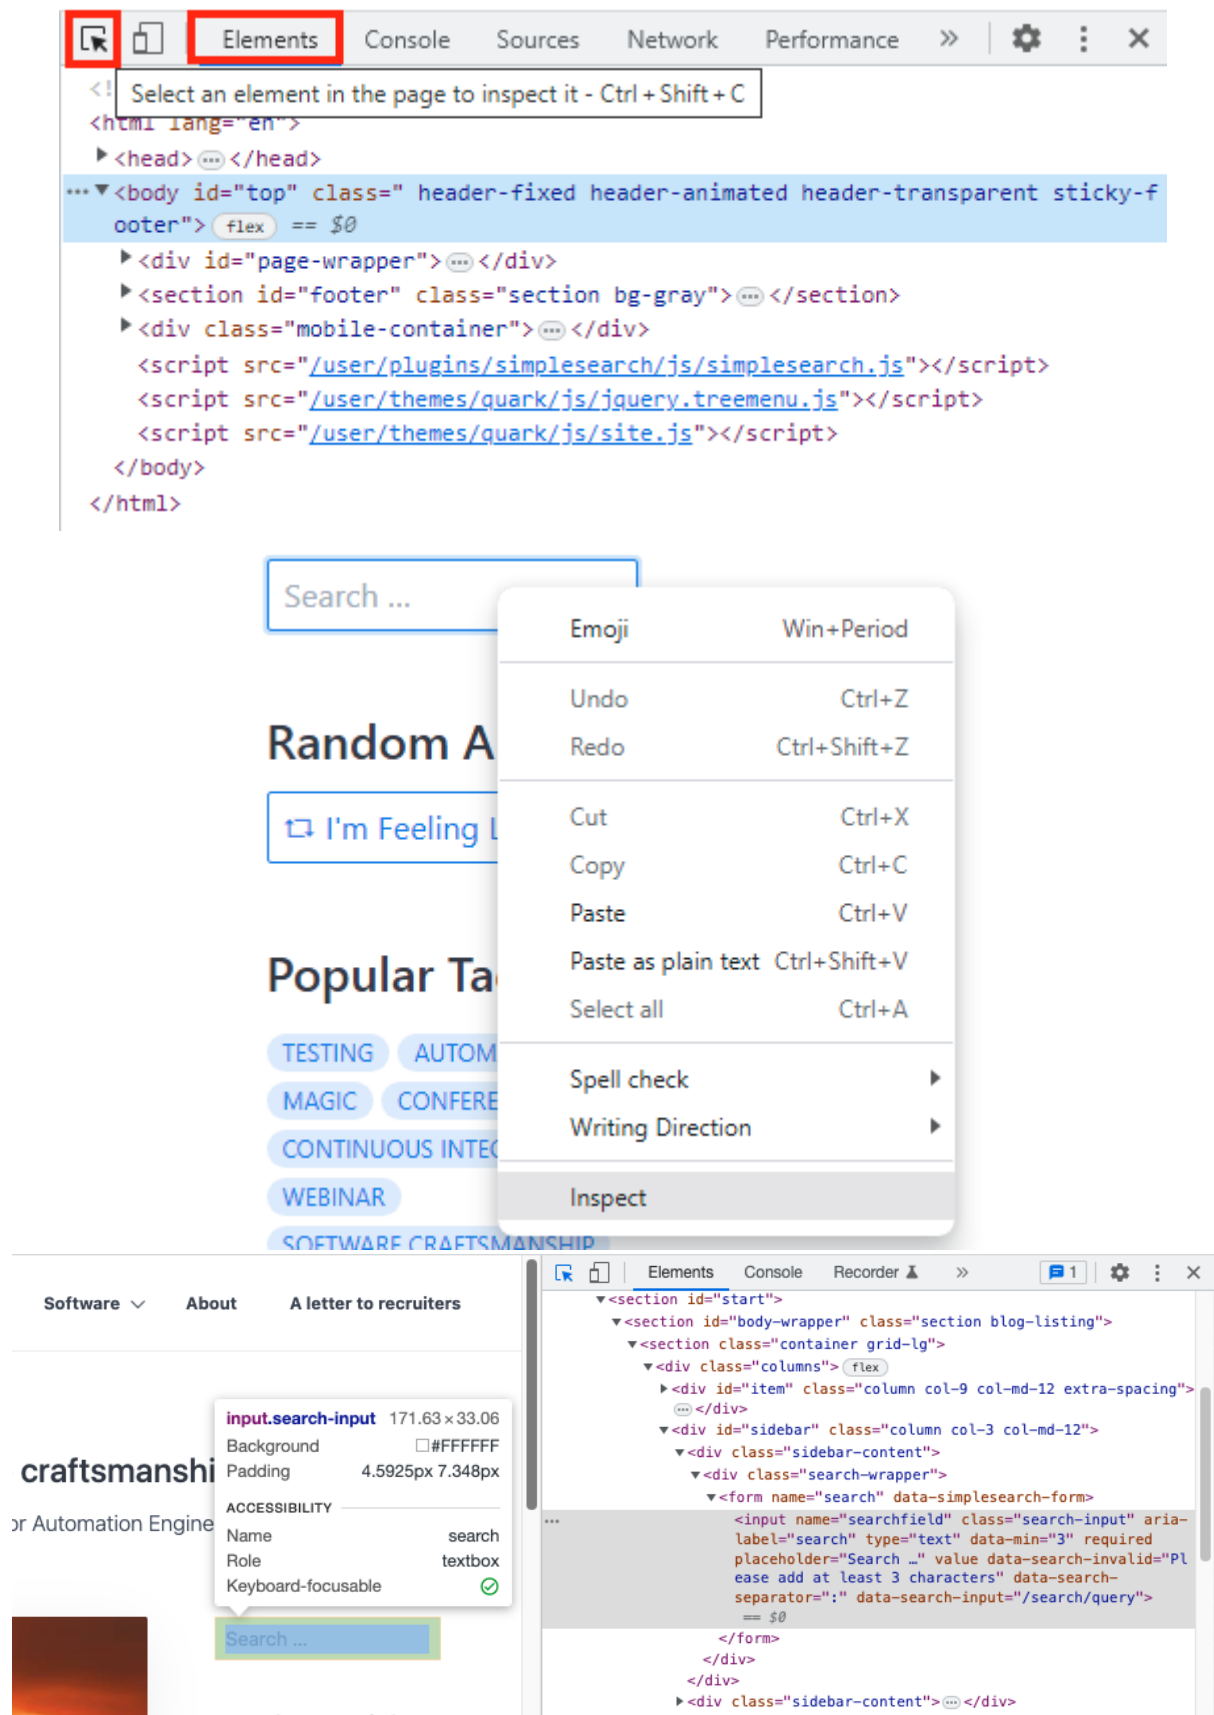 Elements Console Sources Network Performance »
<! Select an element in the page to inspect it - Ctrl + Shift + C
<html lang="en">
<head> ... </head>
<body id="top" class=" header-fixed header-animated header-transparent sticky-f
ooter"> flex == $0
<div id="page-wrapper"> ... </div>
<section id="footer" class="section bg-gray"> ... </section>
<div class="mobile-container"> ... </div>
<script src="/user/plugins/simplesearch/js/simplesearch.js"></script>
<script src="/user/themes/quark/js/jquery.treemenu.js"></script>
<script src="/user/themes/quark/js/site.js"></script>
</body>
</html>
Search ...
Emoji Win+Period
Undo Ctrl+Z
Redo Ctrl+Shift+Z
Cut Ctrl+X
Copy Ctrl+C
Paste Ctrl+V
Paste as plain text Ctrl+Shift+V
Select all Ctrl+A
Spell check
Writing Direction
Inspect
Random A
I'm Feeling L
Popular Ta
TESTING AUTOM
MAGIC CONFERE
CONTINUOUS INTEG
WEBINAR
SOFTWARE CRAFTSMANSHIP
Software About A letter to recruiters
craftsmanshi
or Automation Engine
input.search-input 171.63 × 33.06
Background #FFFFFF
Padding 4.5925px 7.348px
ACCESSIBILITY
Name search
Role textbox
Keyboard-focusable
Search ...
Elements Console Recorder » 1
<section id="start">
<section id="body-wrapper" class="section blog-listing">
<section class="container grid-lg">
<div class="columns"> flex
<div id="item" class="column col-9 col-md-12 extra-spacing">
... </div>
<div id="sidebar" class="column col-3 col-md-12">
<div class="sidebar-content">
<div class="search-wrapper">
<form name="search" data-simplesearch-form>
<input name="searchfield" class="search-input" aria-
label="search" type="text" data-min="3" required
placeholder="Search …" value data-search-invalid="Pl
ease add at least 3 characters" data-search-
separator=":" data-search-input="/search/query">
== $0
</form>
</div>
</div>
<div class="sidebar-content"> ... </div>